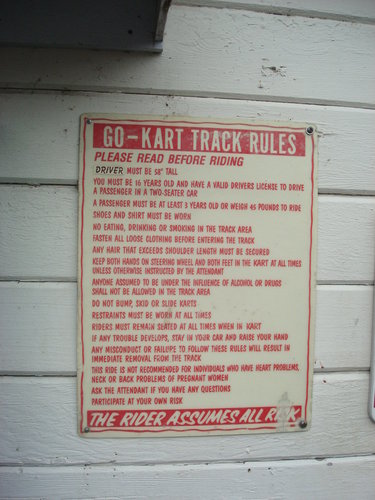 GO-KART TRACK RULES
PLEASE READ BEFORE RIDING
DRIVER MUST BE 58" TALL
YOU MUST BE 16 YEARS OLD AND HAVE A VALID DRIVERS LICENSE TO DRIVE
A PASSENGER IN A TWO-SEATER CAR
A PASSENGER MUST BE AT LEAST 3 YEARS OLD OR WEIGH 45 POUNDS TO RIDE
SHOES AND SHIRT MUST BE WORN
NO EATING, DRINKING OR SMOKING IN THE TRACK AREA
FASTEN ALL LOOSE CLOTHING BEFORE ENTERING THE TRACK
ANY HAIR THAT EXCEEDS SHOULDER LENGTH MUST BE SECURED
KEEP BOTH HANDS ON STEERING WHEEL AND BOTH FEET IN THE KART AT ALL TIMES
UNLESS OTHERWISE INSTRUCTED BY THE ATTENDANT
ANYONE ASSUMED TO BE UNDER THE INFLUENCE OF ALCOHOL OR DRUGS
SHALL NOT BE ALLOWED IN THE TRACK AREA
DO NOT BUMP, SKID OR SLIDE KARTS
RESTRAINTS MUST BE WORN AT ALL TIMES
RIDERS MUST REMAIN SEATED AT ALL TIMES WHEN IN KART
IF ANY TROUBLE DEVELOPS, STAY IN YOUR CAR AND RAISE YOUR HAND
ANY MISCONDUCT OR FAILURE TO FOLLOW THESE RULES WILL RESULT IN
IMMEDIATE REMOVAL FROM THE TRACK
THIS RIDE IS NOT RECOMMENDED FOR INDIVIDUALS WHO HAVE HEART PROBLEMS,
NECK OR BACK PROBLEMS OF PREGNANT WOMEN
ASK THE ATTENDANT IF YOU HAVE ANY QUESTIONS
PARTICIPATE AT YOUR OWN RISK
THE RIDER ASSUMES ALL RISK